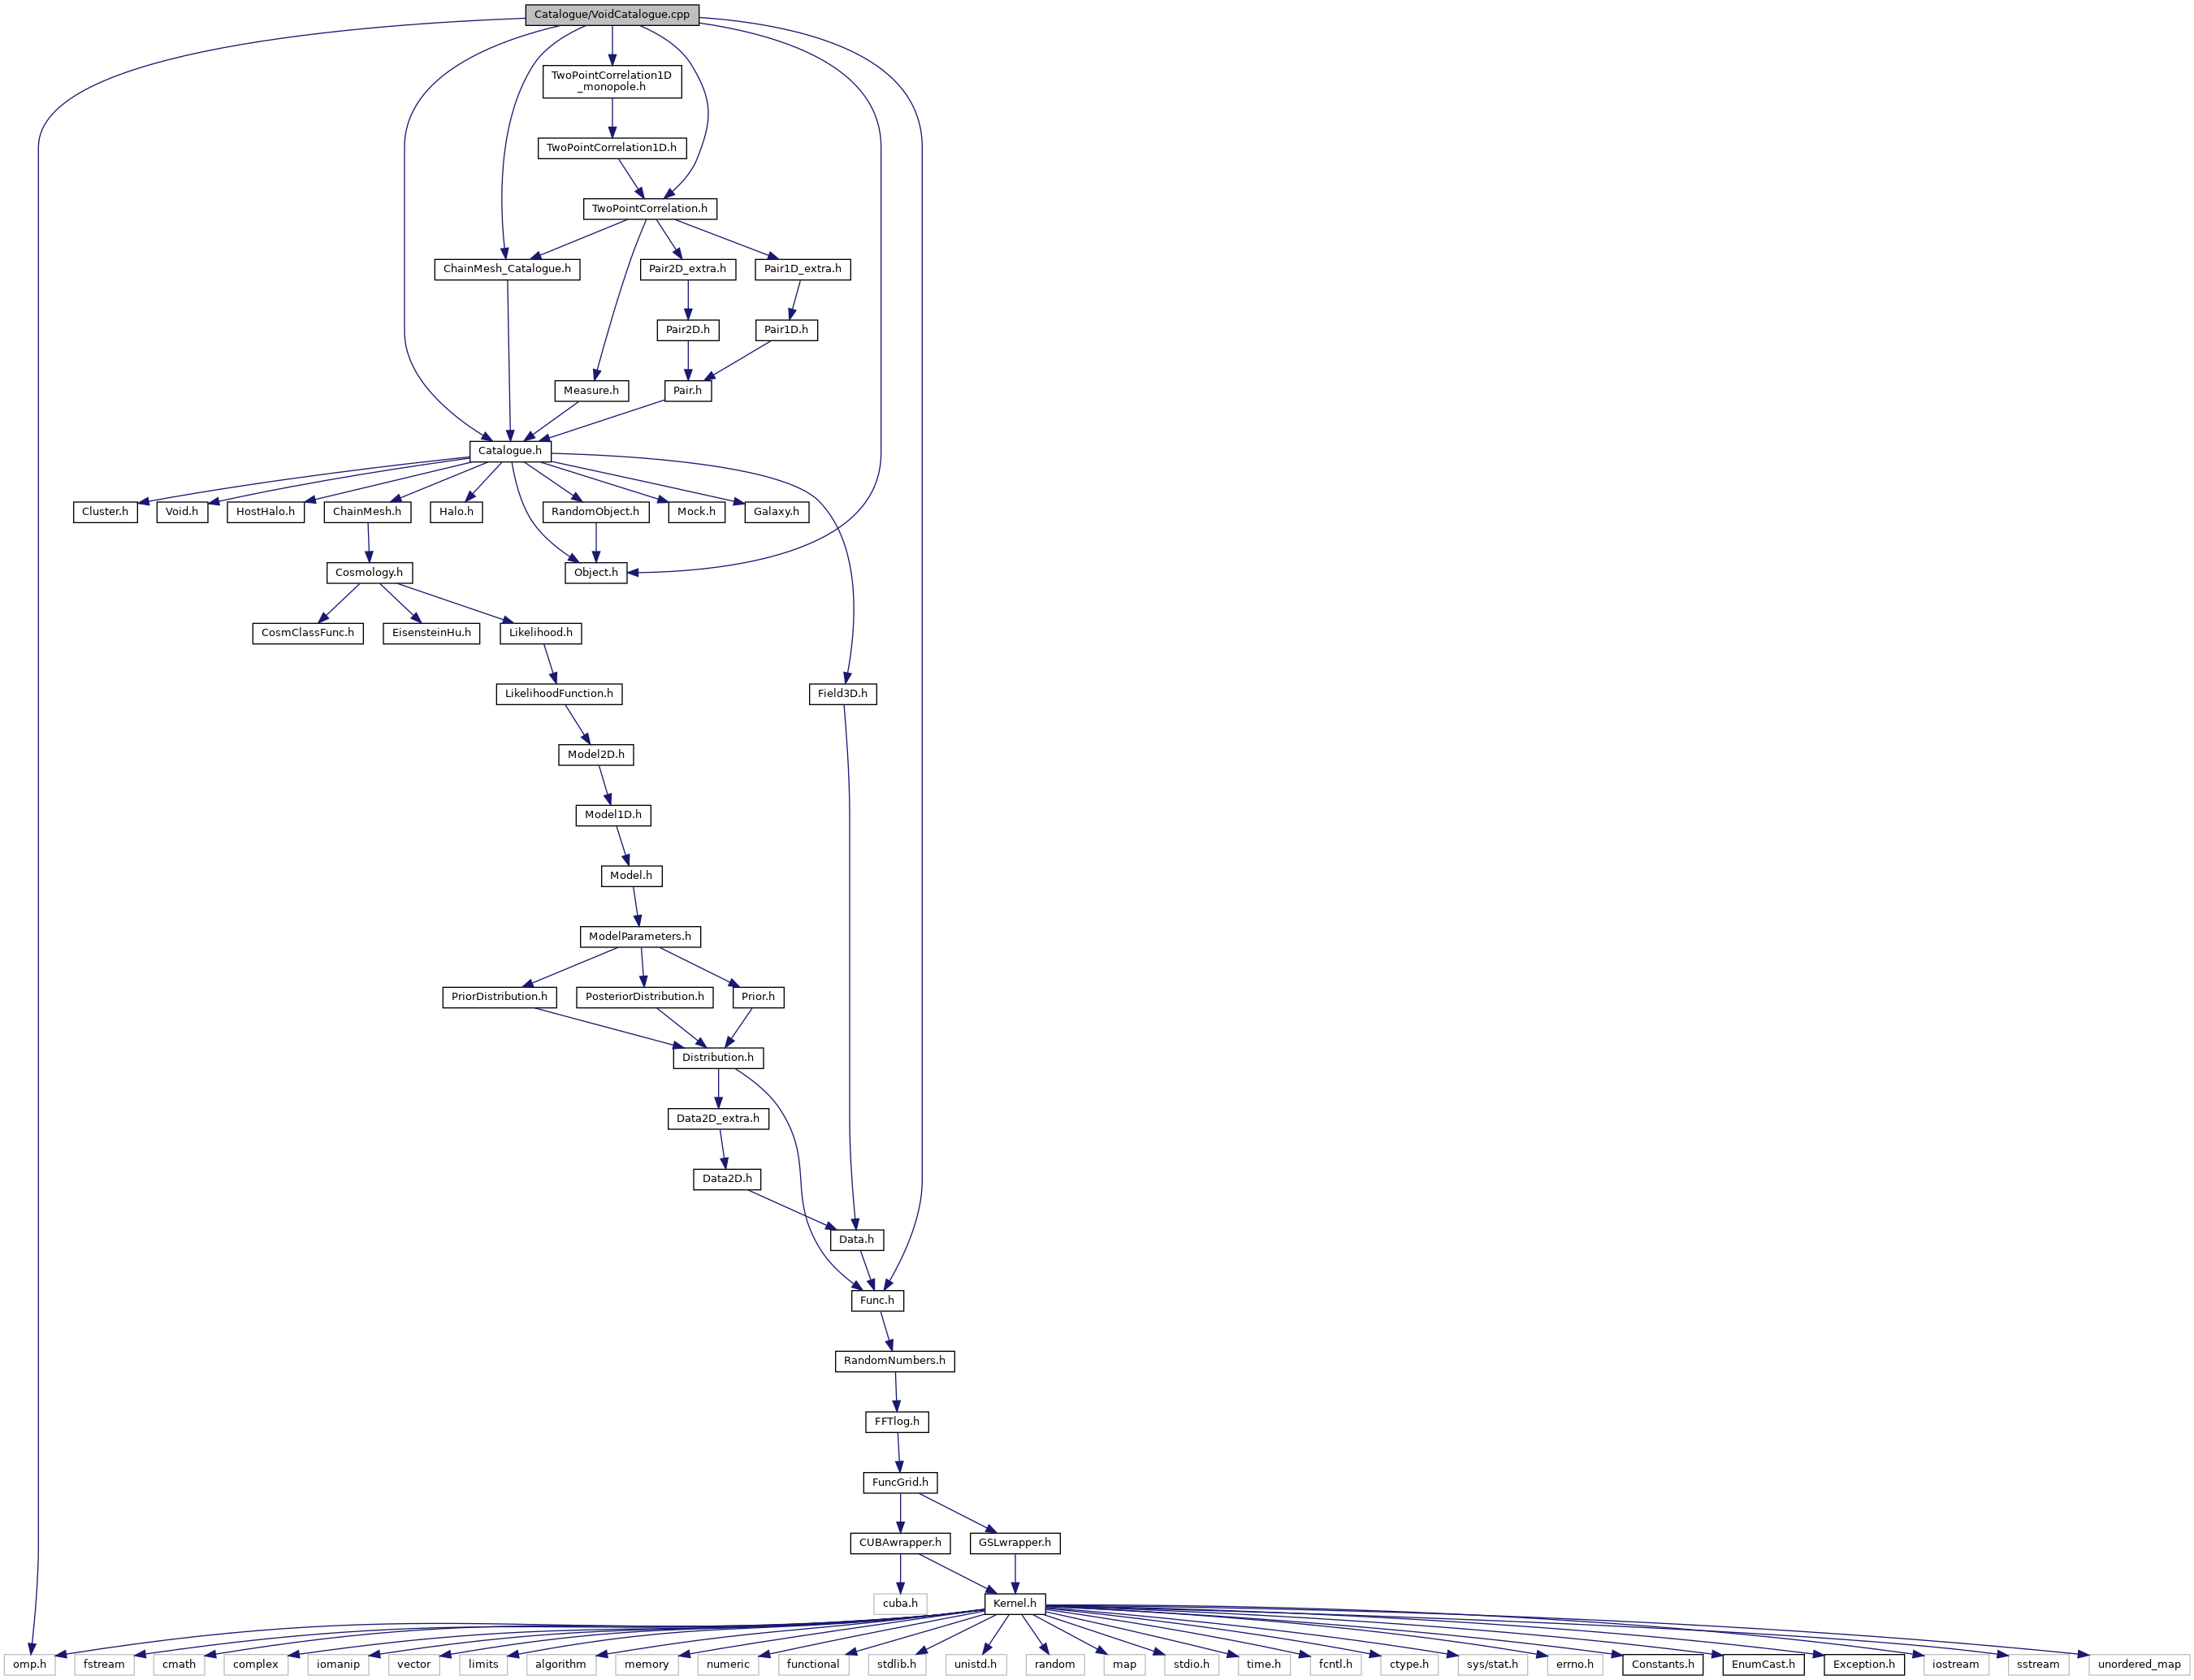 Catalogue/VoidCatalogue.cpp
TwoPointCorrelation1D
_monopole.h
TwoPointCorrelation1D.h
TwoPointCorrelation.h
ChainMesh_Catalogue.h
Pair2D_extra.h
Pair1D_extra.h
Pair2D.h
Pair1D.h
Measure.h
Pair.h
Catalogue.h
Cluster.h
Void.h
HostHalo.h
ChainMesh.h
Halo.h
RandomObject.h
Mock.h
Galaxy.h
Cosmology.h
Object.h
CosmClassFunc.h
EisensteinHu.h
Likelihood.h
LikelihoodFunction.h
Field3D.h
Model2D.h
Model1D.h
Model.h
ModelParameters.h
PriorDistribution.h
PosteriorDistribution.h
Prior.h
Distribution.h
Data2D_extra.h
Data2D.h
Data.h
Func.h
RandomNumbers.h
FFTlog.h
FuncGrid.h
CUBAwrapper.h
GSLwrapper.h
cuba.h
Kernel.h
omp.h
fstream
cmath
complex
iomanip
vector
limits
algorithm
memory
numeric
functional
stdlib.h
unistd.h
random
map
stdio.h
time.h
fcntl.h
ctype.h
sys/stat.h
errno.h
Constants.h
EnumCast.h
Exception.h
iostream
sstream
unordered_map